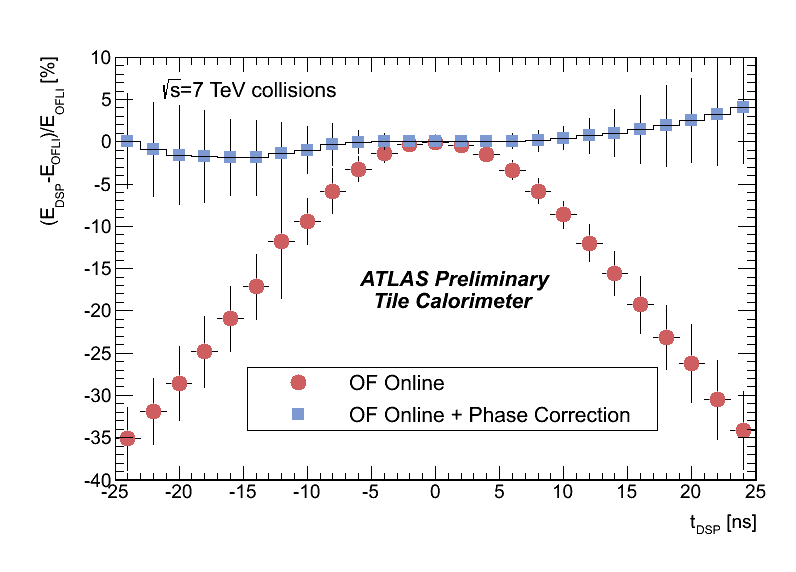 (E_DSP-E_OFLI)/E_OFLI [%]
10
5
0
-5
-10
-15
-20
-25
-30
-35
-40
√s=7 TeV collisions
ATLAS Preliminary
Tile Calorimeter
OF Online
OF Online + Phase Correction
-25 -20 -15 -10 -5 0 5 10 15 20 25
t_DSP [ns]